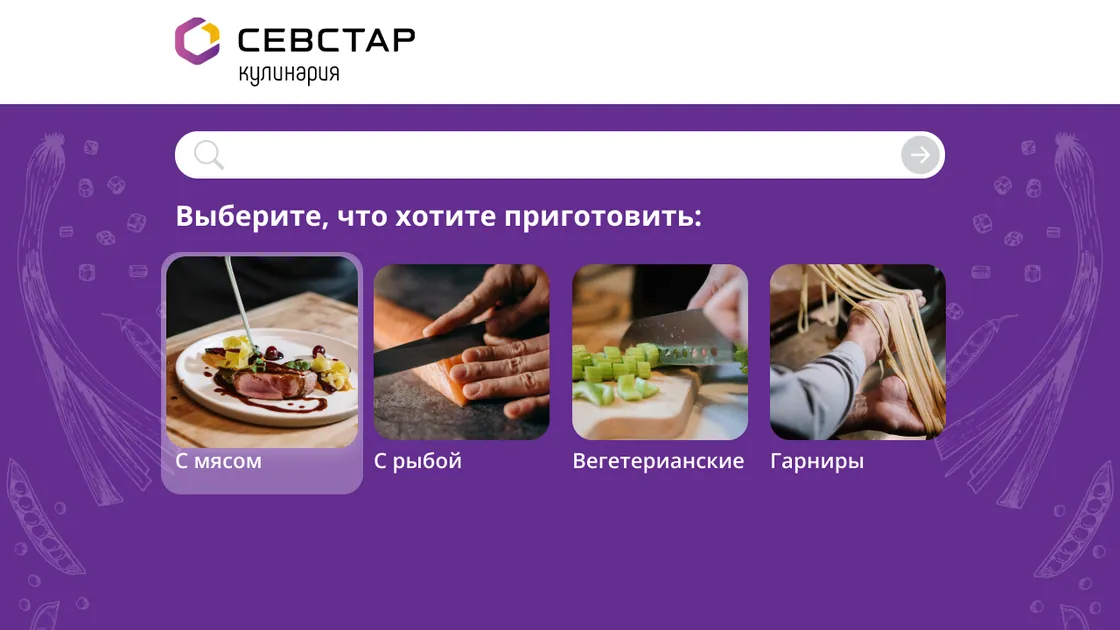 СЕВСТАР
кулинария
Выберите, что хотите приготовить:
С мясом
С рыбой
Вегетерианские
Гарниры